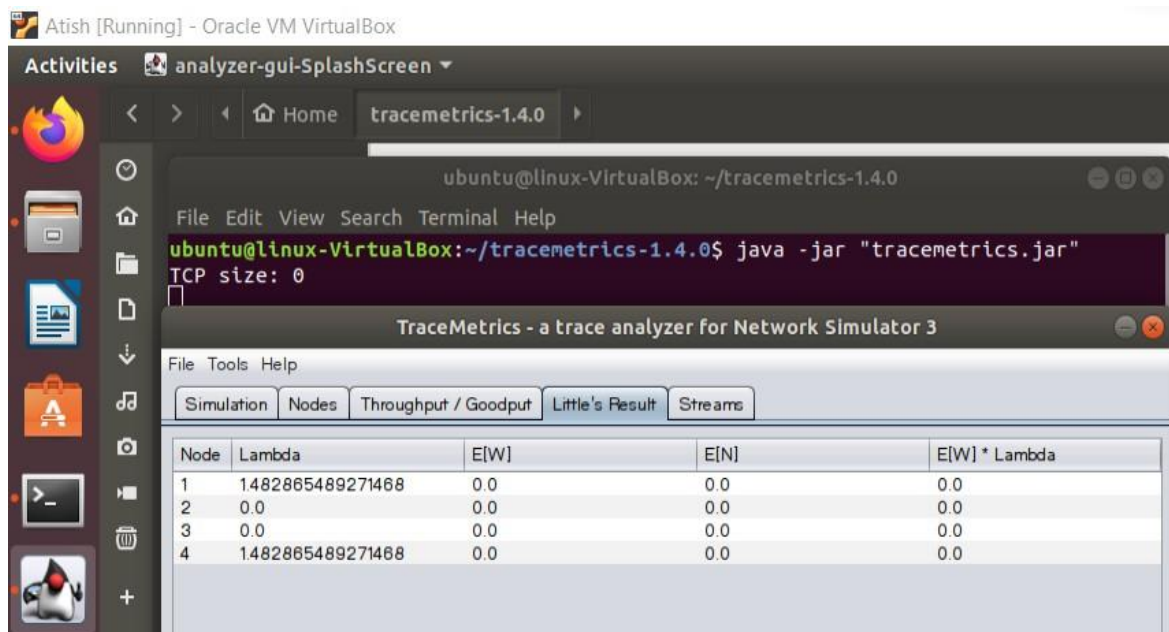 Atish [Running] - Oracle VM VirtualBox
Activities analyzer-gui-SplashScreen
Home tracemetrics-1.4.0
ubuntu@linux-VirtualBox: ~/tracemetrics-1.4.0
File Edit View Search Terminal Help
ubuntu@linux-VirtualBox:~/tracemetrics-1.4.0$ java -jar "tracemetrics.jar"
TCP size: 0
TraceMetrics - a trace analyzer for Network Simulator 3
File Tools Help
Simulation Nodes Throughput / Goodput Little's Result Streams
Node Lambda E[W] E[N] E[W] * Lambda
1 1.482865489271468 0.0 0.0 0.0
2 0.0 0.0 0.0 0.0
3 0.0 0.0 0.0 0.0
4 1.482865489271468 0.0 0.0 0.0